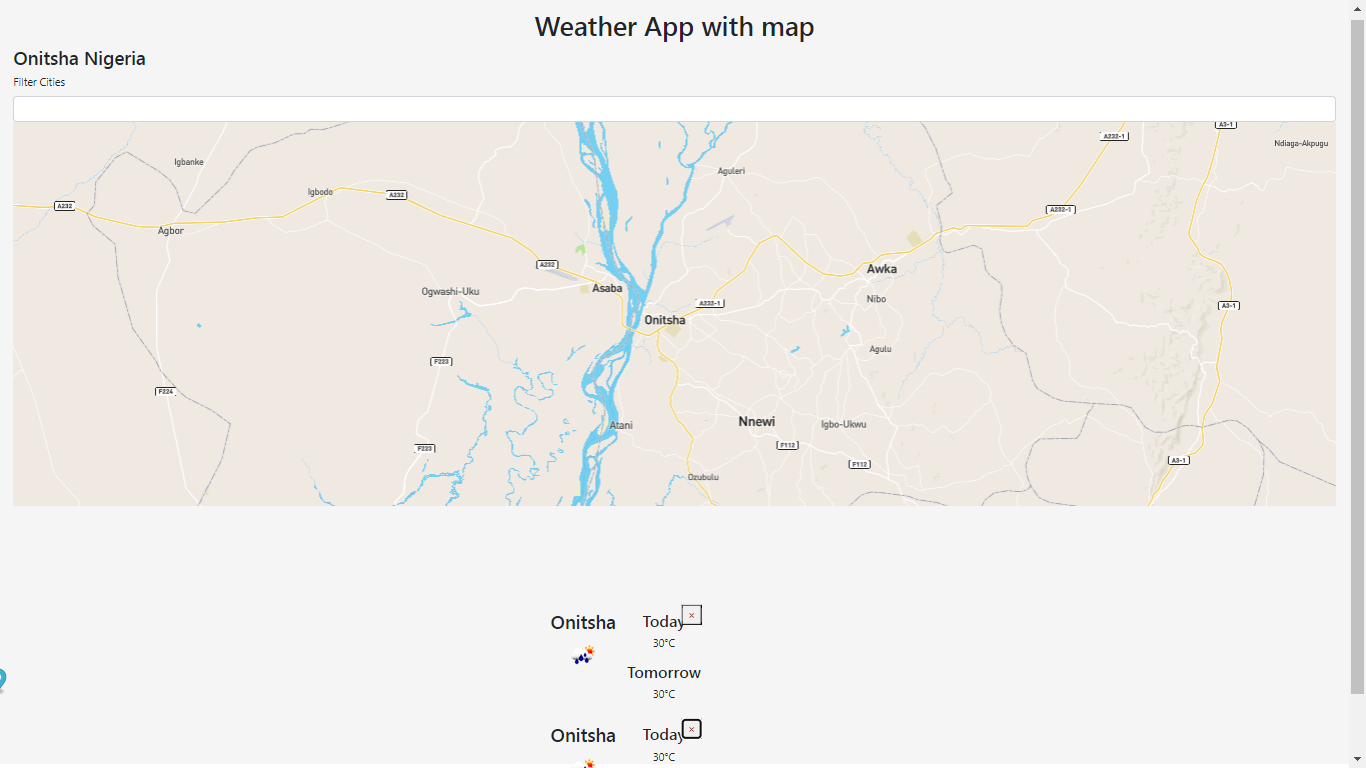 Weather App with map
Onitsha Nigeria
Filter Cities
A232-1
A3-1
Ndiaga-Akpugu
Igbanke
Aguleri
Igbodo
A232
A232
A232-1
Agbor
A232
Awka
Ogwashi-Uku
Asaba
A232-1
Nibo
A3-1
Onitsha
Agulu
F223
F224
Nnewi
Igbo-Ukwu
Atani
F223
F112
F112
A3-1
Ozubulu
Onitsha Today ×
30°C
Tomorrow
30°C
Onitsha Today ×
30°C